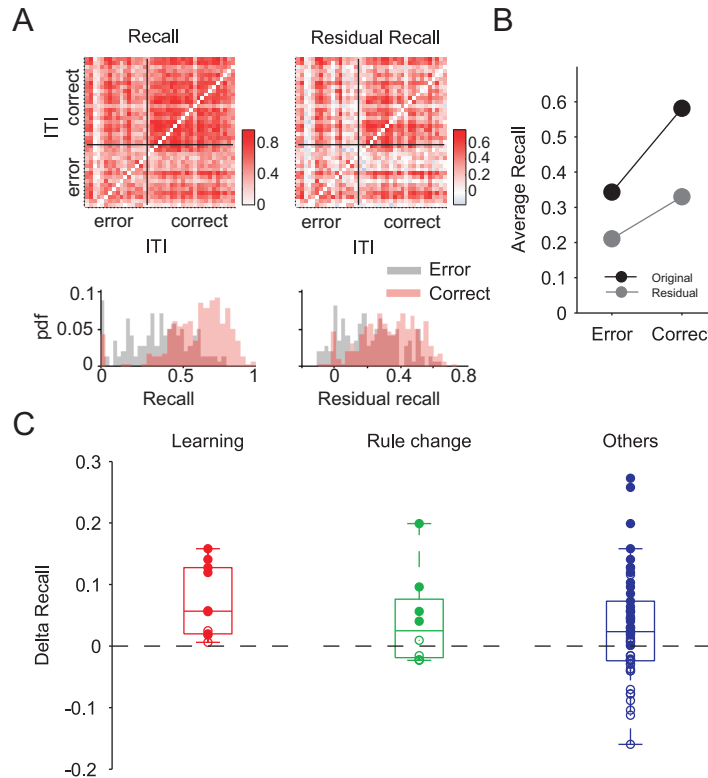 A
B
Recall
Residual Recall
ITI
error
correct
0.8
0.4
0
0.6
0.4
0.2
0
error
correct
error
correct
ITI
ITI
Error
Correct
pdf
0.1
0.05
0
0
0.5
1
Recall
0
0.4
0.8
Residual recall
Average Recall
0.6
0.5
0.4
0.3
0.2
0.1
0
Original
Residual
Error
Correct
C
Learning
Rule change
Others
Delta Recall
0.3
0.2
0.1
0
-0.1
-0.2